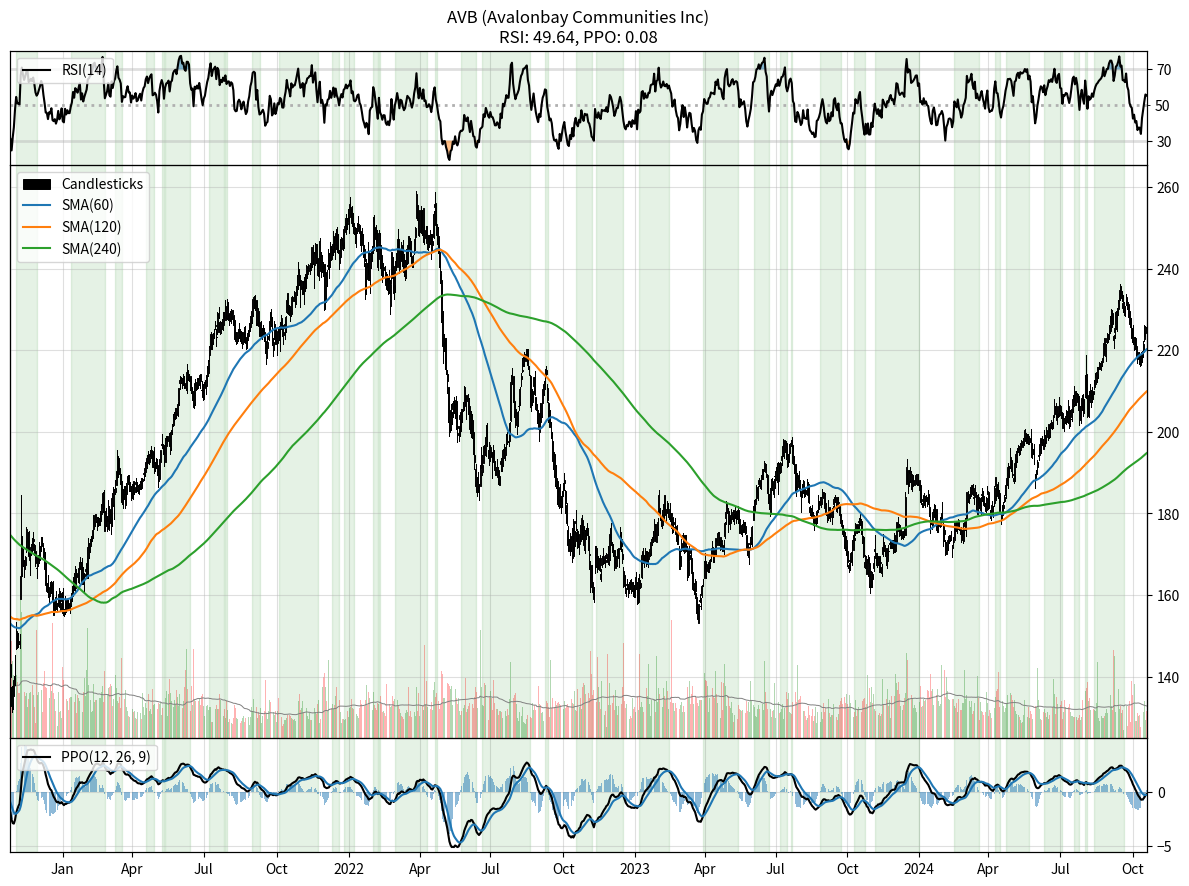 AVB (Avalonbay Communities Inc)
RSI: 49.64, PPO: 0.08
RSI(14)
70
50
30
Candlesticks
SMA(60)
SMA(120)
SMA(240)
260
240
220
200
180
160
140
PPO(12, 26, 9)
0
−5
Jan Apr Jul Oct 2022 Apr Jul Oct 2023 Apr Jul Oct 2024 Apr Jul Oct